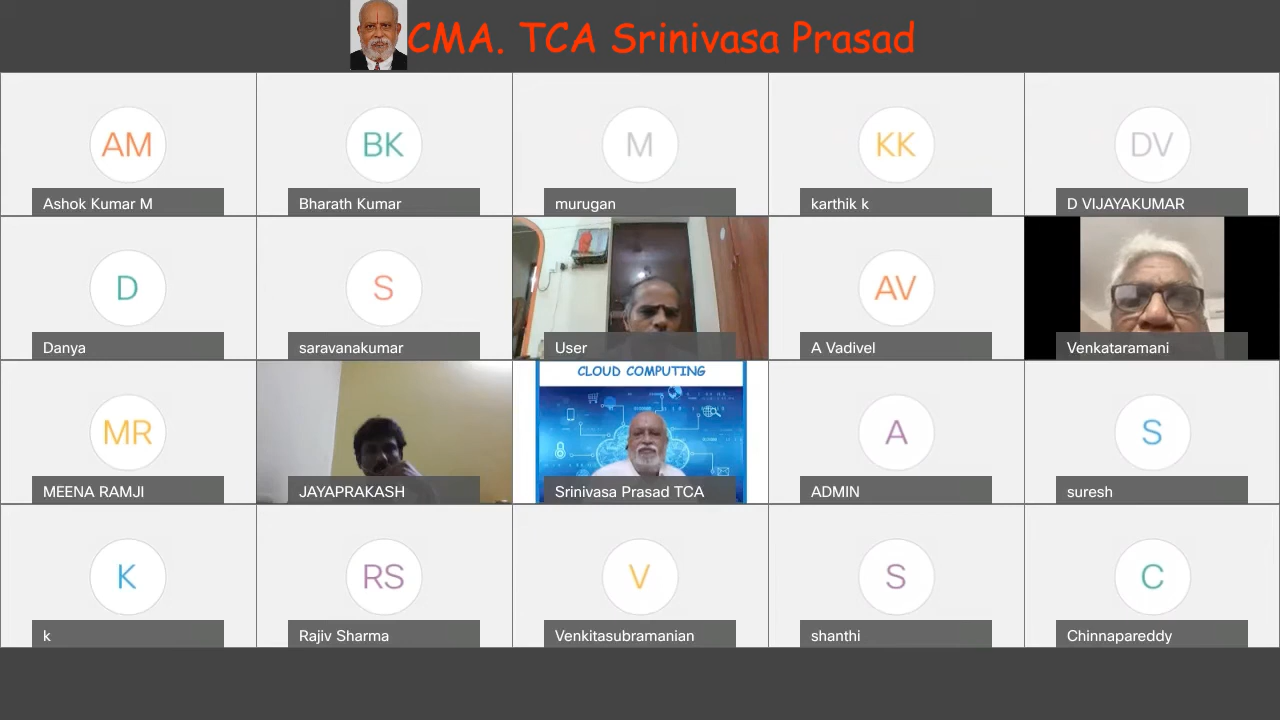 CMA. TCA Srinivasa Prasad
AM
BK
M
KK
DV
Ashok Kumar M
Bharath Kumar
murugan
karthik k
D VIJAYAKUMAR
D
S
AV
Danya
saravanakumar
User
A Vadivel
Venkataramani
CLOUD COMPUTING
MR
A
S
MEENA RAMJI
JAYAPRAKASH
Srinivasa Prasad TCA
ADMIN
suresh
K
RS
V
S
C
k
Rajiv Sharma
Venkitasubramanian
shanthi
Chinnapareddy